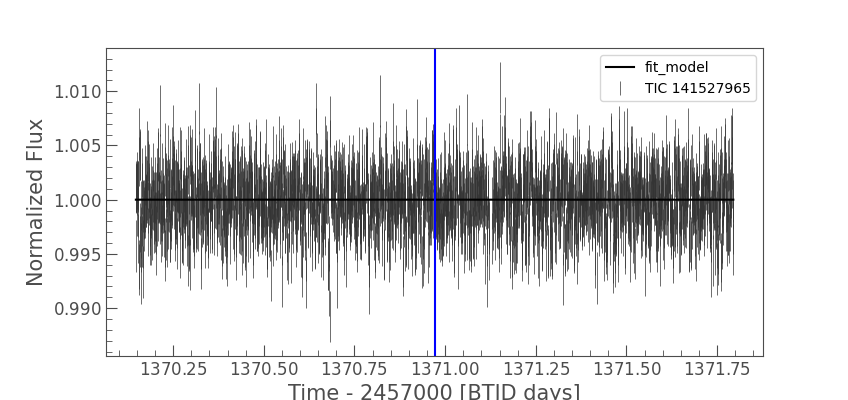 fit_model
TIC 141527965
1.010
1.005
1.000
0.995
0.990
Normalized Flux
1370.25 1370.50 1370.75 1371.00 1371.25 1371.50 1371.75
Time - 2457000 [BTJD days]